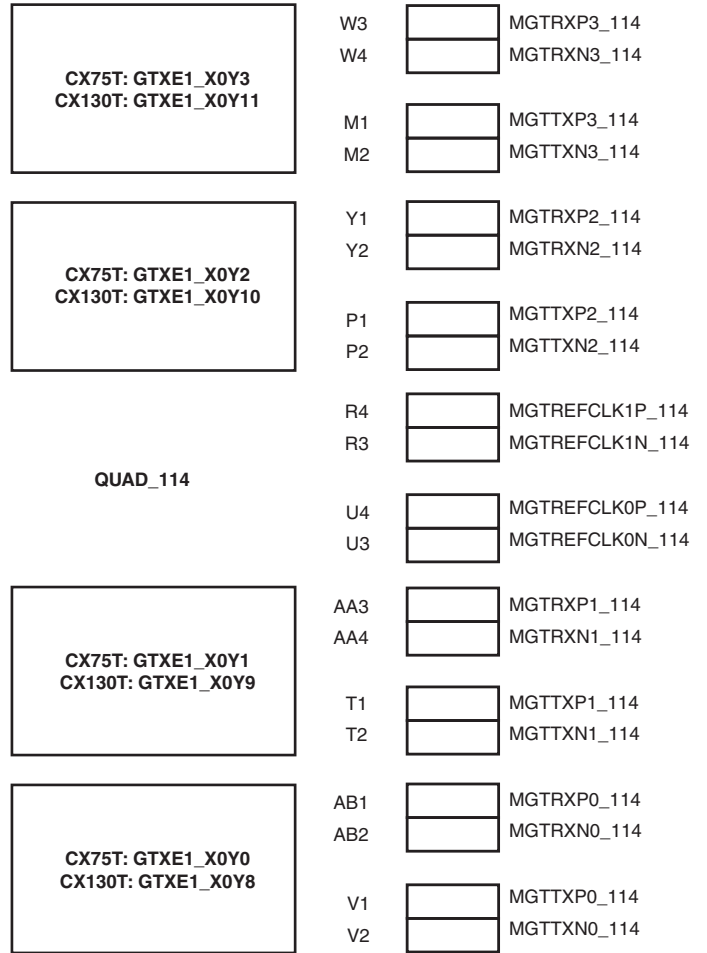 W3 MGTRXP3_114
W4 MGTRXN3_114
CX75T: GTXE1_X0Y3
CX130T: GTXE1_X0Y11
M1 MGTTXP3_114
M2 MGTTXN3_114
Y1 MGTRXP2_114
Y2 MGTRXN2_114
CX75T: GTXE1_X0Y2
CX130T: GTXE1_X0Y10
P1 MGTTXP2_114
P2 MGTTXN2_114
R4 MGTREFCLK1P_114
R3 MGTREFCLK1N_114
QUAD_114
U4 MGTREFCLK0P_114
U3 MGTREFCLK0N_114
AA3 MGTRXP1_114
AA4 MGTRXN1_114
CX75T: GTXE1_X0Y1
CX130T: GTXE1_X0Y9
T1 MGTTXP1_114
T2 MGTTXN1_114
AB1 MGTRXP0_114
AB2 MGTRXN0_114
CX75T: GTXE1_X0Y0
CX130T: GTXE1_X0Y8
V1 MGTTXP0_114
V2 MGTTXN0_114